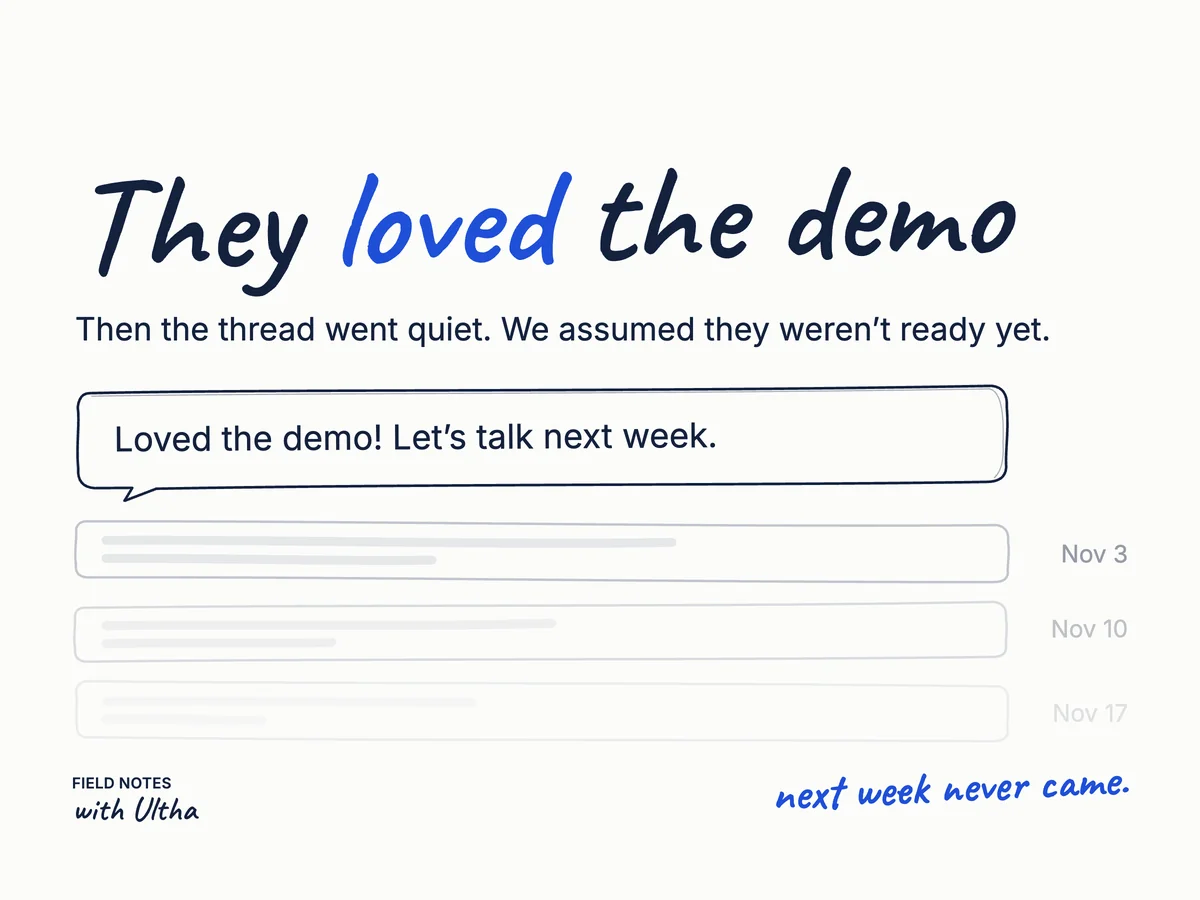 They loved the demo
Then the thread went quiet. We assumed they weren’t ready yet.
Loved the demo! Let’s talk next week.
Nov 3
Nov 10
Nov 17
FIELD NOTES
with Ultha
next week never came.